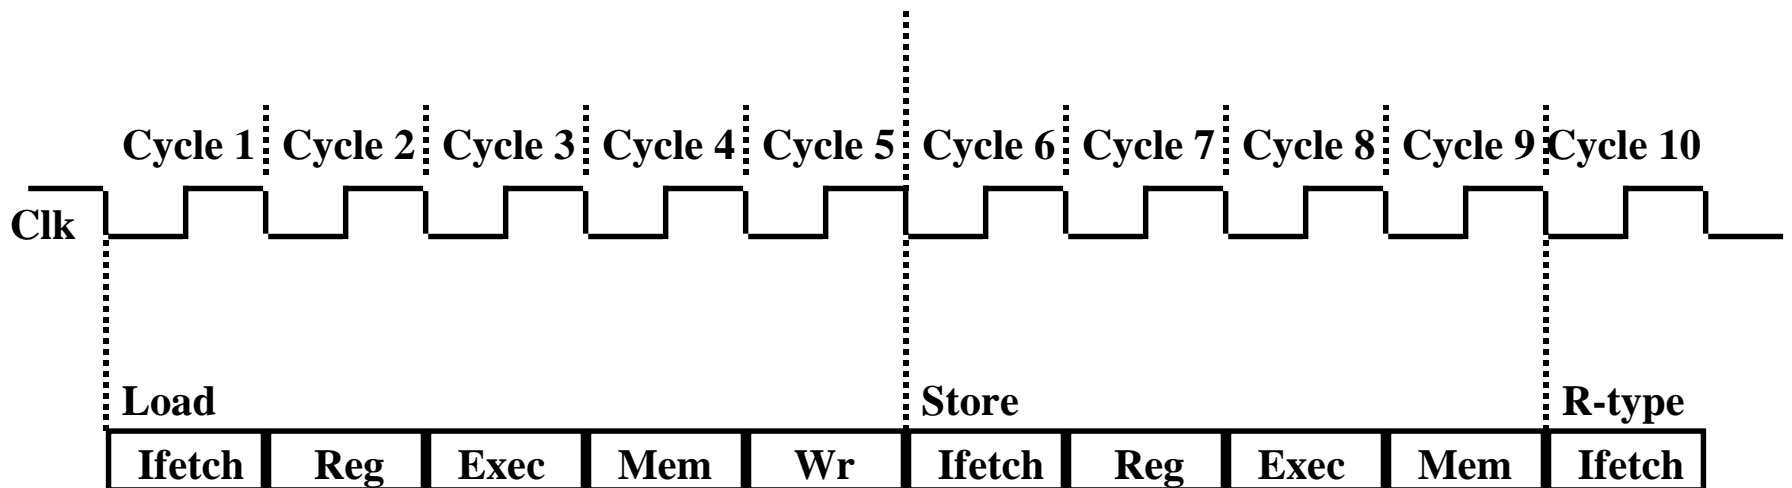 Cycle 1 Cycle 2 Cycle 3 Cycle 4 Cycle 5 Cycle 6 Cycle 7 Cycle 8 Cycle 9 Cycle 10
Clk
Load Store R-type
Ifetch Reg Exec Mem Wr Ifetch Reg Exec Mem Ifetch